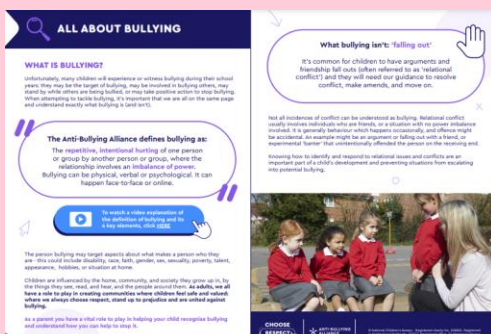 ALL ABOUT BULLYING
WHAT IS BULLYING?
Unfortunately, many children will experience or witness bullying during their school
years; they may be the target of bullying, may be involved in bullying others, may
stand by while others are being bullied, or may take positive action to stop bullying.
When attempting to tackle bullying, it's important that we are all on the same page
and understand exactly what bullying is (and isn't).
The Anti-Bullying Alliance defines bullying as:
The repetitive, intentional hurting of one person
or group by another person or group, where the
relationship involves an imbalance of power.
Bullying can be physical, verbal or psychological. It can
happen face-to-face or online.
To watch a video explanation of
the definition of bullying and its
4 key elements, click HERE
The person bullying may target aspects about what makes a person who they
are - this could include disability, race, faith, gender, sex, sexuality, poverty, talent,
appearance, hobbies, or situation at home.
Children are influenced by the home, community, and society they grow up in, by
the things they see, read, and hear, and the people around them. As adults, we all
have a role to play in creating communities where children feel safe and valued;
where we always choose respect, stand up to prejudice and are united against
bullying.
As a parent you have a vital role to play in helping your child recognise bullying
and understand how you can help to stop it.
What bullying isn't: 'falling out'
It's common for children to have arguments and
friendship fall outs (often referred to as 'relational
conflict') and they will need our guidance to resolve
conflict, make amends, and move on.
Not all incidences of conflict can be understood as bullying. Relational conflict
usually involves individuals who are friends, or a situation with no power imbalance
involved. It is generally behaviour which happens occasionally, and offence might
be accidental. An example might be an argument or falling out with a friend, or
experimental 'banter' that unintentionally offended the person on the receiving end.
Knowing how to identify and respond to relational issues and conflicts are an
important part of a child's development and preventing situations from escalating
into potential bullying.
CHOOSE
RESPECT
ANTI-BULLYING
ALLIANCE